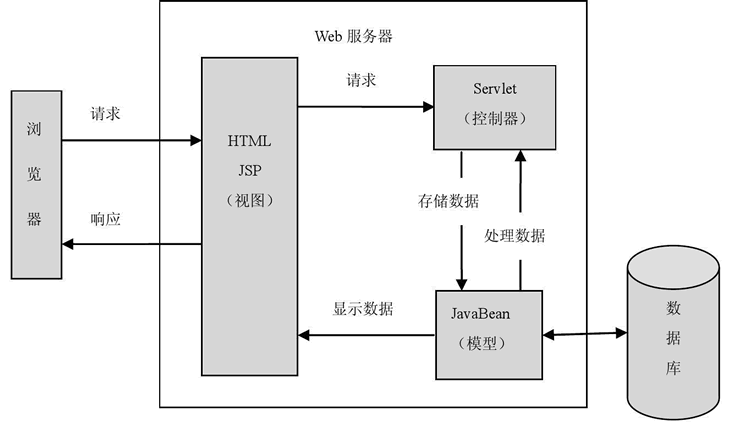 Web 服务器
浏
览
器
请求
响应
HTML
JSP
（视图）
请求
Servlet
（控制器）
存储数据
处理数据
显示数据
JavaBean
（模型）
数
据
库